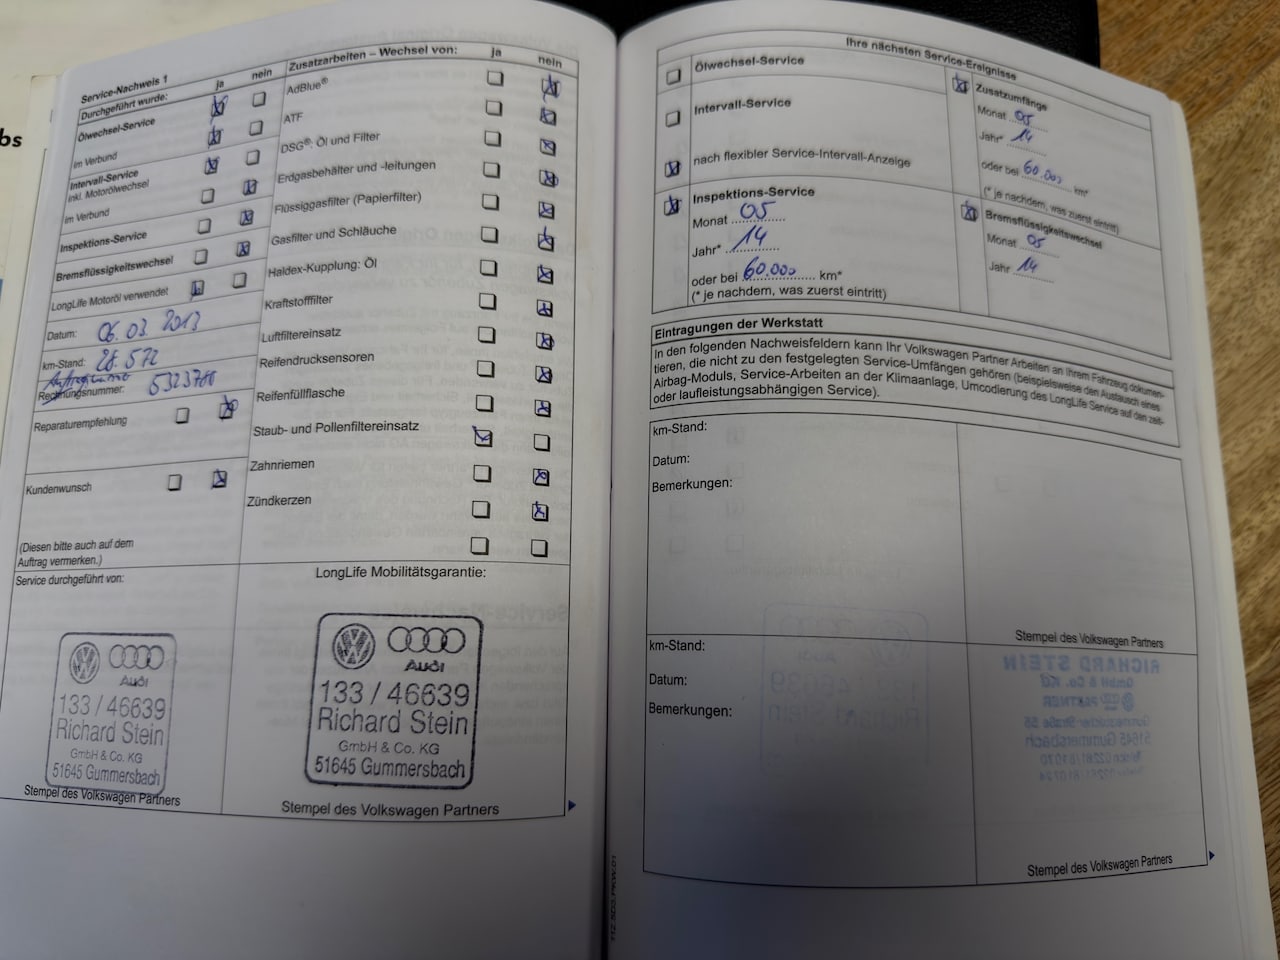 bs
Service-Nachweis 1
Durchgeführt wurde: ja nein
Ölwechsel-Service
im Verbund
Intervall-Service
inkl. Motorölwechsel
im Verbund
Inspektions-Service
Bremsflüssigkeitswechsel
LongLife Motoröl verwendet
Datum: 06.03.2013
km-Stand: 28.572
Auftragsnummer
Rechnungsnummer: 5323786
Reparaturempfehlung
Kundenwunsch
(Diesen bitte auch auf dem
Auftrag vermerken.)
Zusatzarbeiten – Wechsel von: ja nein
AdBlue®
ATF
DSG®: Öl und Filter
Erdgasbehälter und -leitungen
Flüssiggasfilter (Papierfilter)
Gasfilter und Schläuche
Haldex-Kupplung: Öl
Kraftstofffilter
Luftfiltereinsatz
Reifendrucksensoren
Reifenfüllflasche
Staub- und Pollenfiltereinsatz
Zahnriemen
Zündkerzen
Service durchgeführt von:
Audi
133 / 46639
Richard Stein
GmbH & Co. KG
51645 Gummersbach
Stempel des Volkswagen Partners
LongLife Mobilitätsgarantie:
Audi
133 / 46639
Richard Stein
GmbH & Co. KG
51645 Gummersbach
Stempel des Volkswagen Partners
Ihre nächsten Service-Ereignisse
Ölwechsel-Service
Intervall-Service
nach flexibler Service-Intervall-Anzeige
Inspektions-Service
Monat 05
Jahr* 14
oder bei 60.000 km*
(* je nachdem, was zuerst eintritt)
Zusatzumfänge
Monat 05
Jahr* 14
oder bei 60.000 km*
(* je nachdem, was zuerst eintritt)
Bremsflüssigkeitswechsel
Monat 05
Jahr 14
Eintragungen der Werkstatt
In den folgenden Nachweisfeldern kann Ihr Volkswagen Partner Arbeiten an Ihrem Fahrzeug dokumen-
tieren, die nicht zu den festgelegten Service-Umfängen gehören (beispielsweise den Austausch eines
Airbag-Moduls, Service-Arbeiten an der Klimaanlage, Umcodierung des LongLife Service auf den zeit-
oder laufleistungsabhängigen Service).
km-Stand:
Datum:
Bemerkungen:
Stempel des Volkswagen Partners
km-Stand:
Datum:
Bemerkungen:
Stempel des Volkswagen Partners